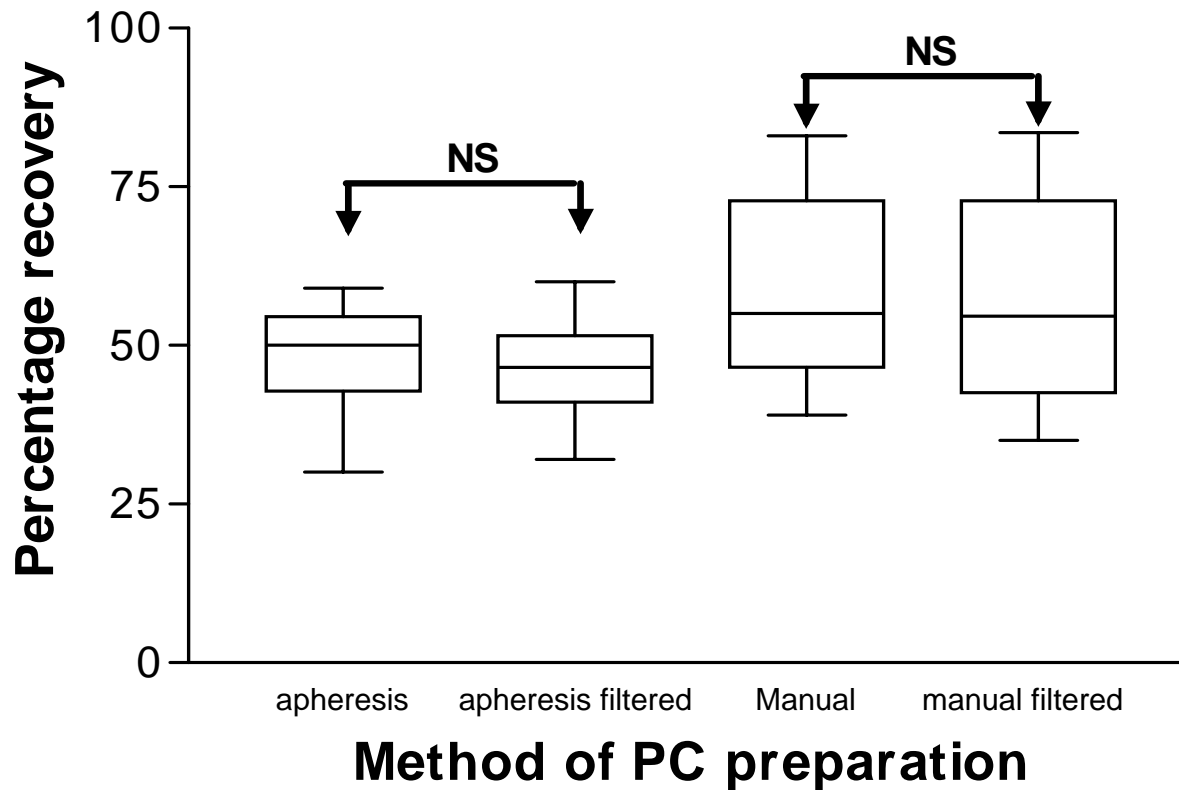 100
NS
NS
75
50
25
0
Percentage recovery
apheresis apheresis filtered Manual manual filtered
Method of PC preparation